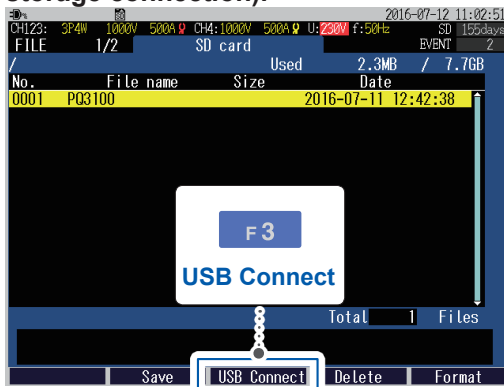 storage connection).
2016-07-12 11:02:51
CH123: 3P4W 1000V 500A CH4:1000V 500A U:230V f:50Hz SD 155days
FILE 1/2 SD card EVENT 2
/ Used 2.3MB / 7.7GB
No. File name Size Date
0001 PQ3100 2016-07-11 12:42:38
F3
USB Connect
Total 1 Files
Save USB Connect Delete Format